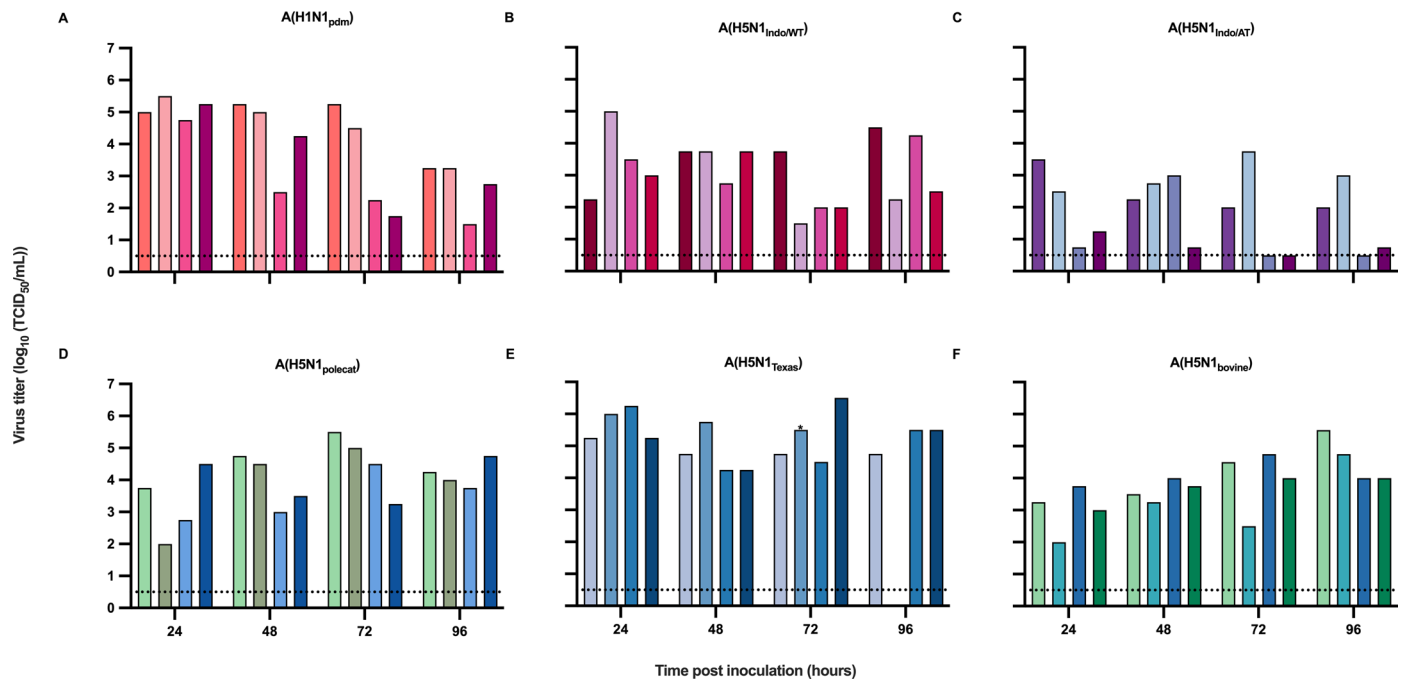 A
A(H1N1pdm)
B
A(H5N1Indo/WT)
C
A(H5N1Indo/AT)
7
6
5
4
3
2
1
0
Virus titer (log10 (TCID50/mL))
D
A(H5N1polecat)
E
A(H5N1Texas)
F
A(H5N1bovine)
7
6
5
4
3
2
1
0
*
24 48 72 96
24 48 72 96
24 48 72 96
Time post inoculation (hours)